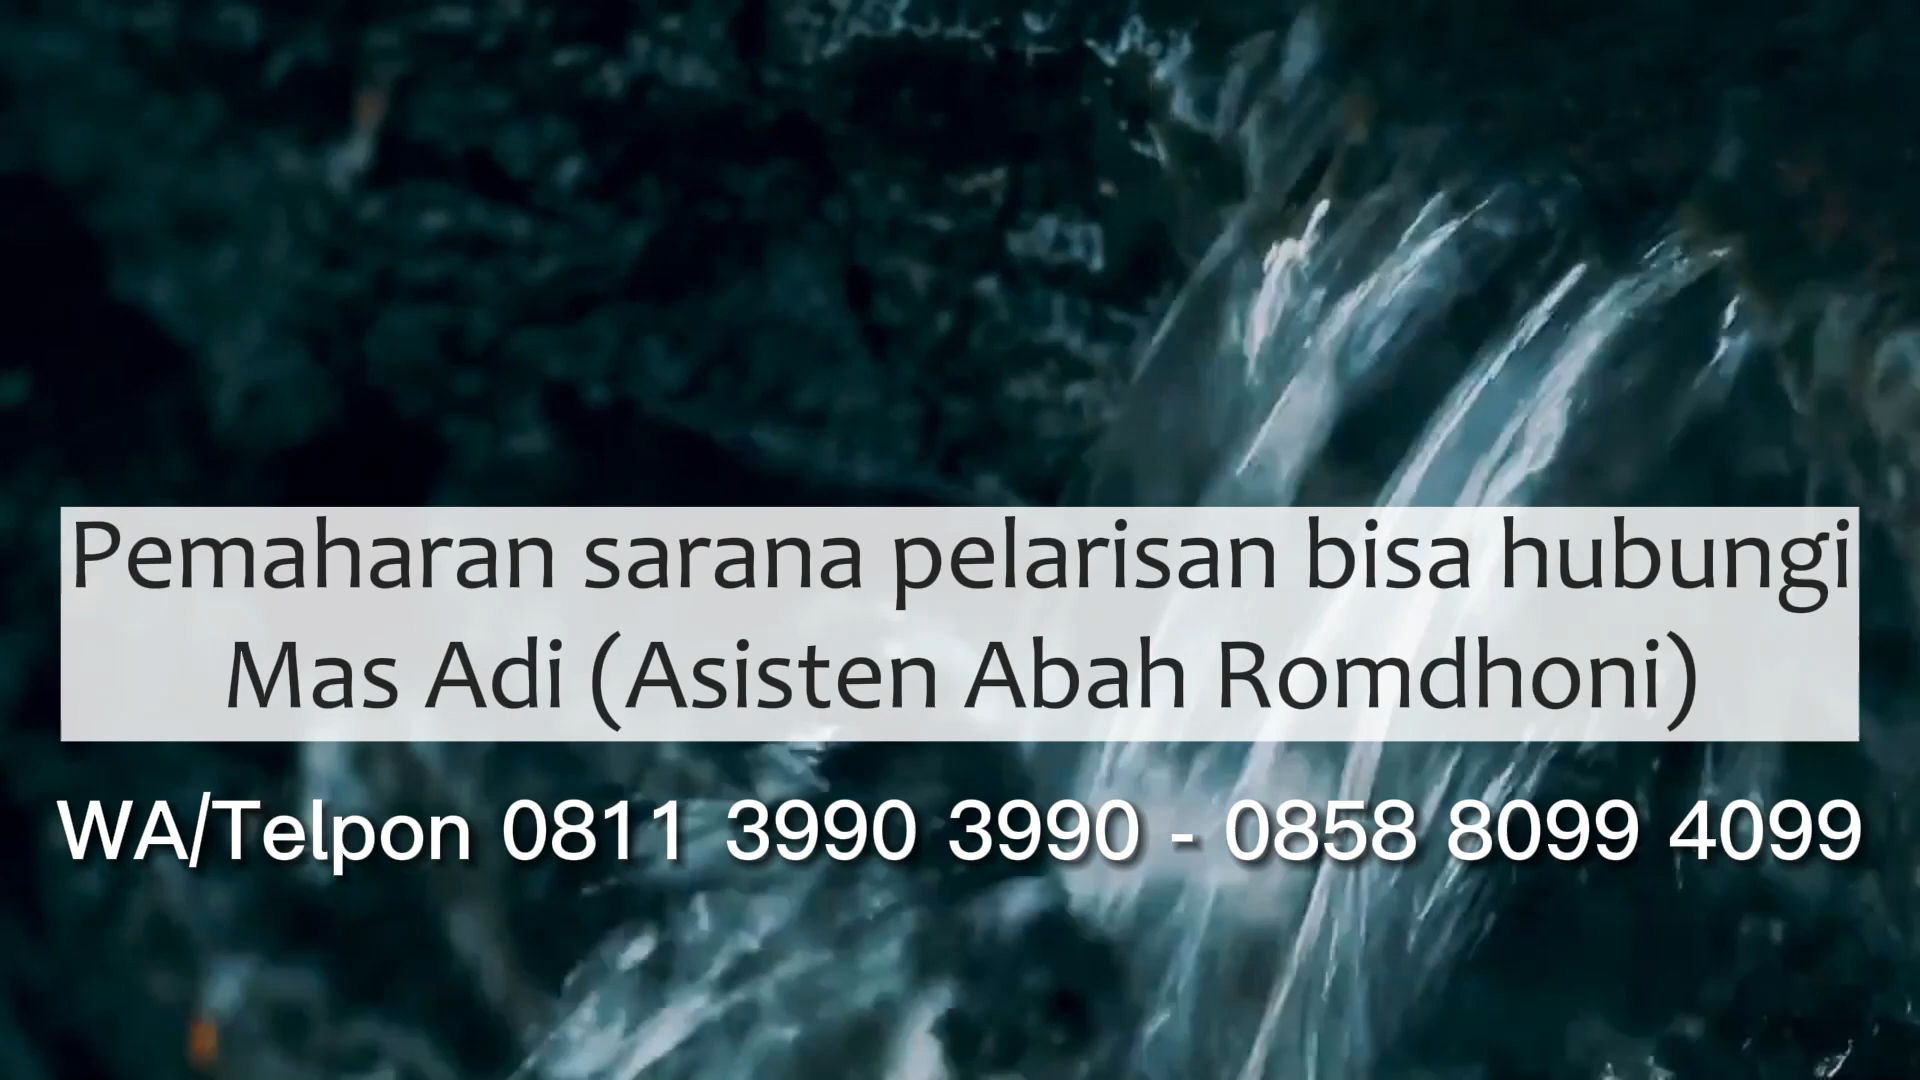 Pemaharan sarana pelarisan bisa hubungi
Mas Adi (Asisten Abah Romdhoni)
WA/Telpon 0811 3990 3990 - 0858 8099 4099